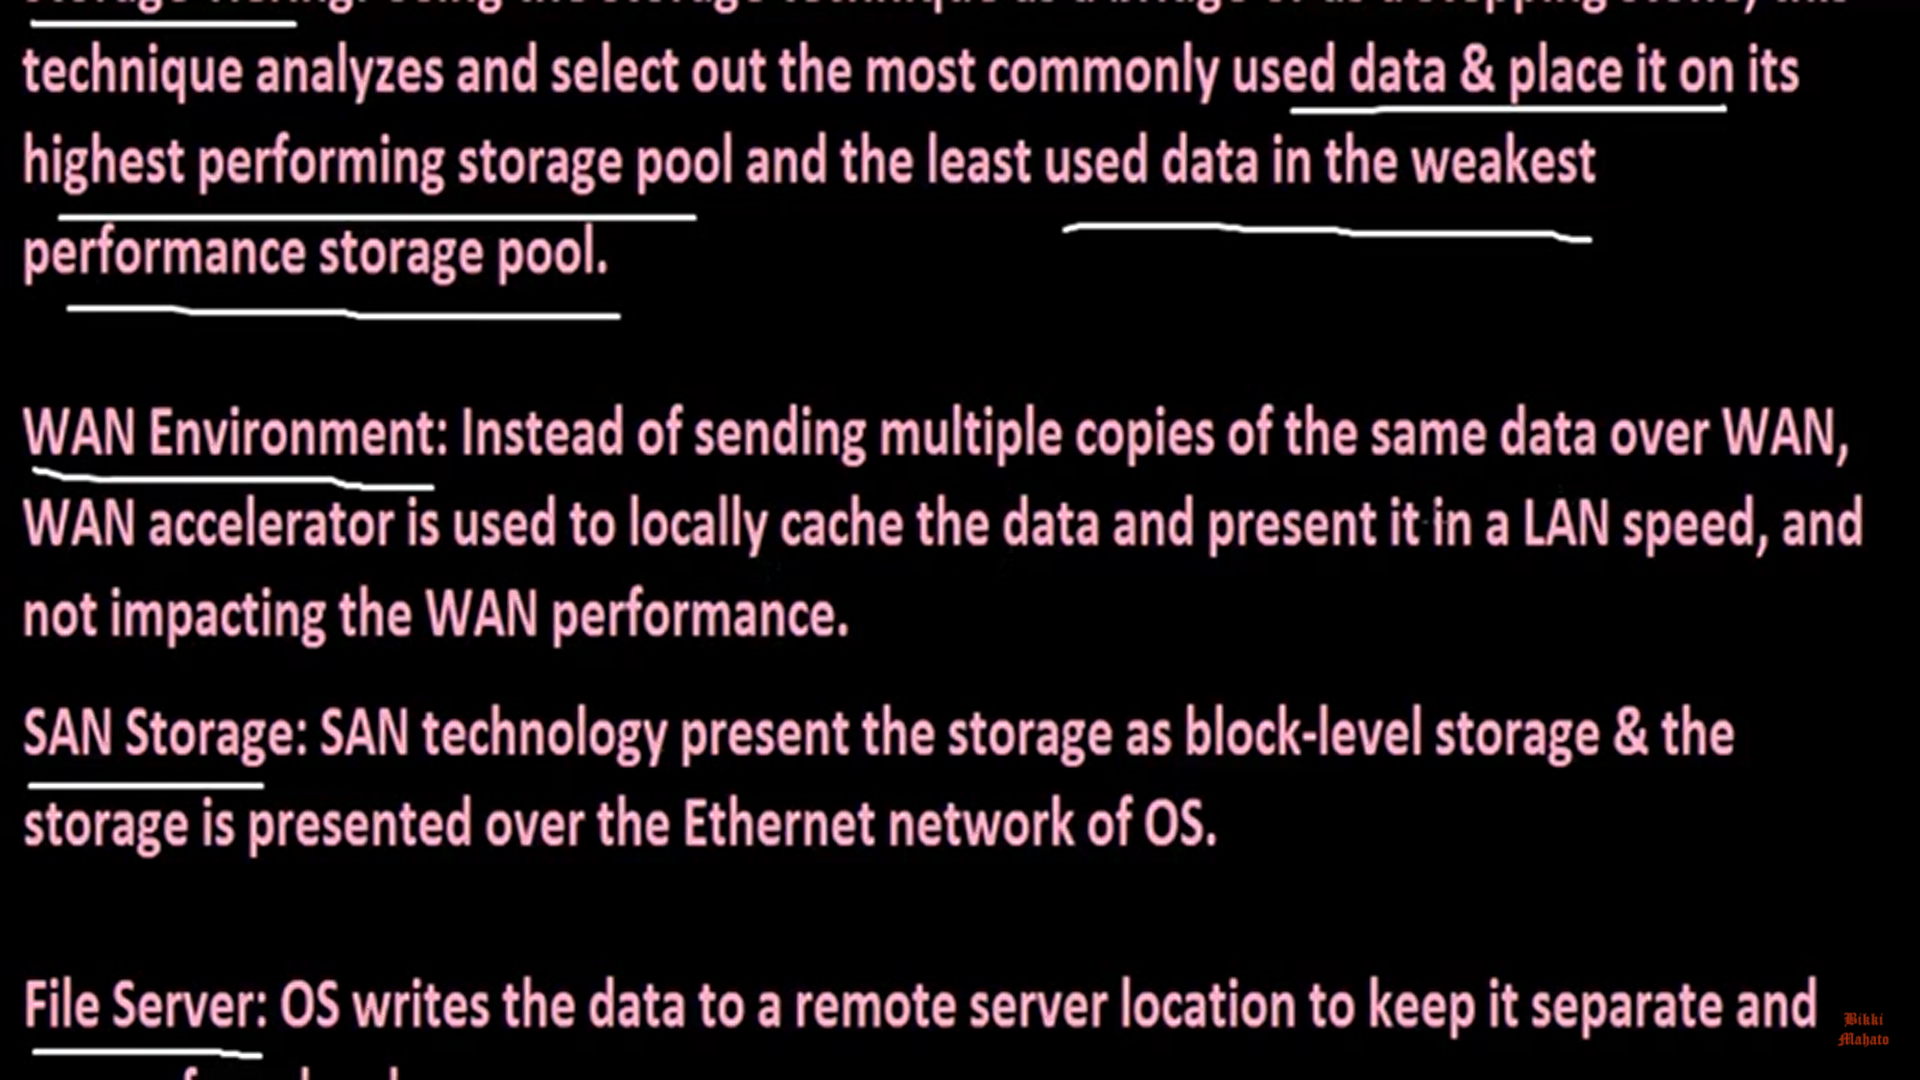 technique analyzes and select out the most commonly used data & place it on its
highest performing storage pool and the least used data in the weakest
performance storage pool.
WAN Environment: Instead of sending multiple copies of the same data over WAN,
WAN accelerator is used to locally cache the data and present it in a LAN speed, and
not impacting the WAN performance.
SAN Storage: SAN technology present the storage as block-level storage & the
storage is presented over the Ethernet network of OS.
File Server: OS writes the data to a remote server location to keep it separate and
Bikki
Mahato